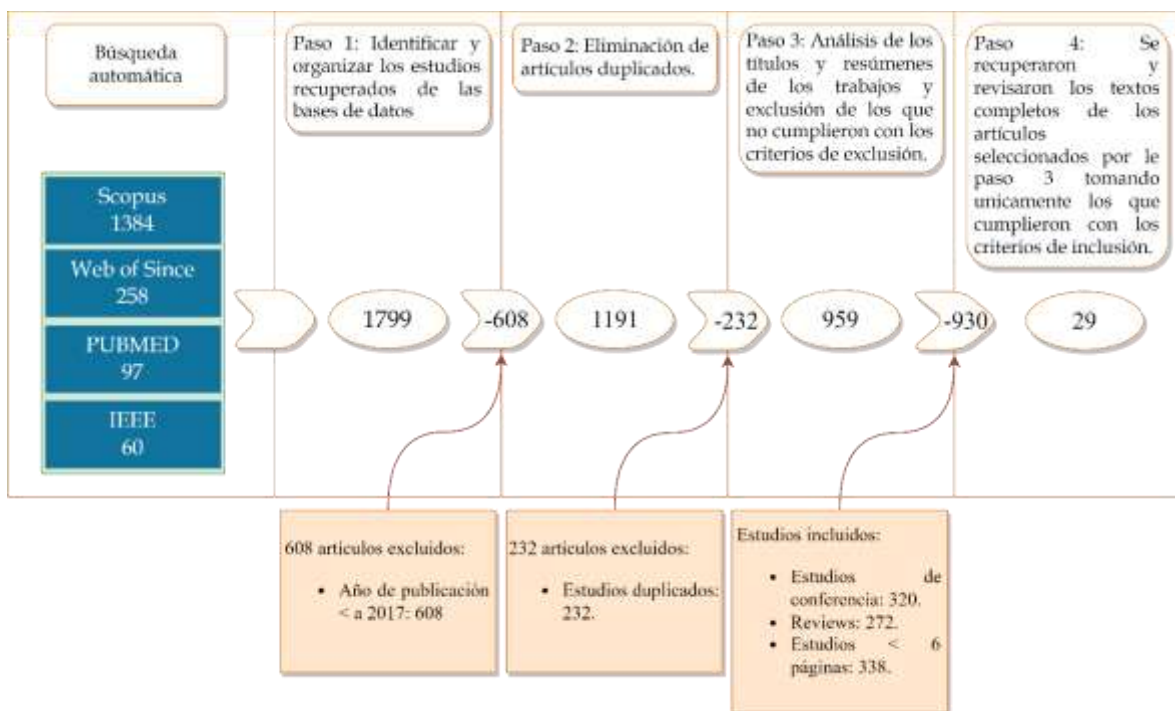 Búsqueda
automática
Paso 1: Identificar y
organizar los estudios
recuperados de las
bases de datos
Paso 2: Eliminación de
artículos duplicados.
Paso 3: Análisis de los
títulos y resúmenes
de los trabajos y
exclusión de los que
no cumplieron con los
criterios de exclusión.
Paso 4: Se
recuperaron y
revisaron los textos
completos de los
artículos
seleccionados por le
paso 3 tomando
unicamente los que
cumplieron con los
criterios de inclusión.
Scopus
1384
Web of Since
258
PUBMED
97
IEEE
60
1799
-608
1191
-232
959
-930
29
608 artículos excluidos:
• Año de publicación
< a 2017: 608
232 artículos excluidos:
• Estudios duplicados:
232.
Estudios incluidos:
• Estudios de
conferencia: 320.
• Reviews: 272.
• Estudios < 6
páginas: 338.